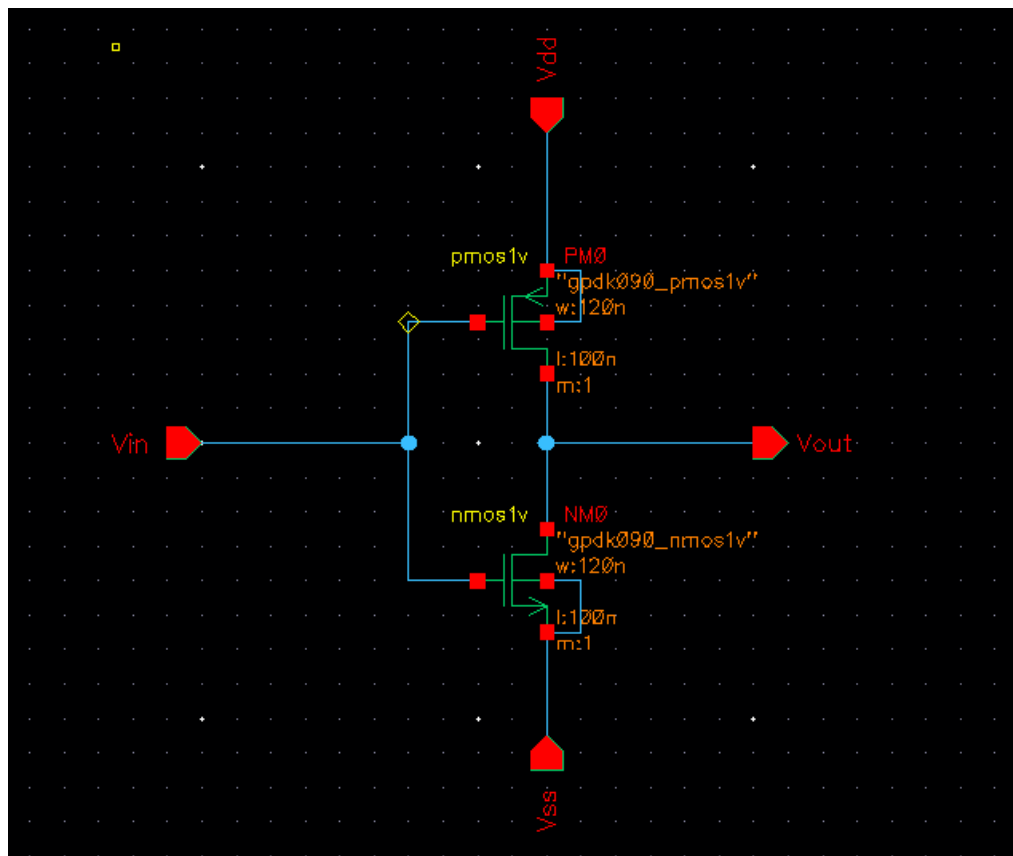 Vdd
pmos1v PM0
"gpdk090_pmos1v"
w:120n
l:100n
m:1
Vin
Vout
nmos1v NM0
"gpdk090_nmos1v"
w:120n
l:100n
m:1
Vss